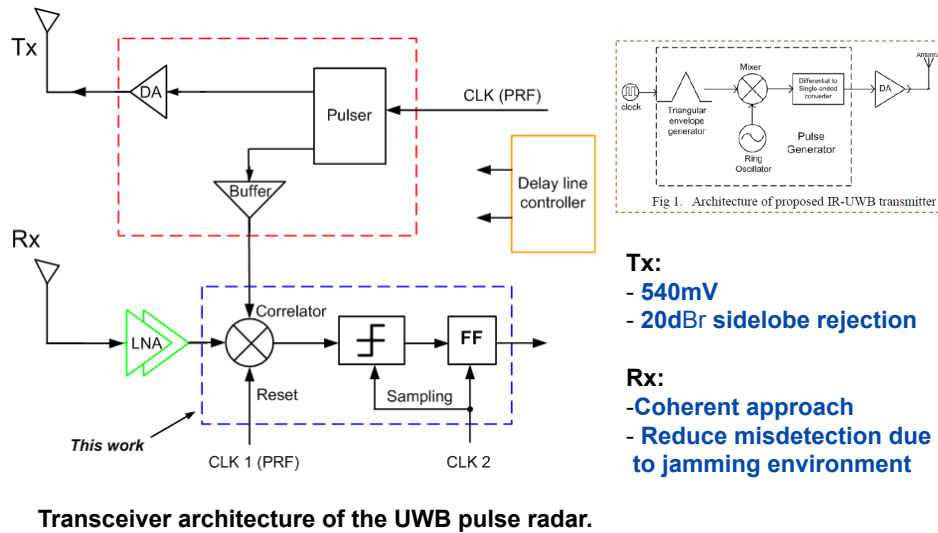 Tx
DA
Pulser
CLK (PRF)
Buffer
Delay line
controller
Rx
LNA
Correlator
FF
Reset
Sampling
This work
CLK 1 (PRF)
CLK 2
Transceiver architecture of the UWB pulse radar.
clock
Triangular
envelope
generator
Mixer
Ring
Oscillator
Differential to
Single-ended
converter
Pulse
Generator
DA
Antenna
Fig 1. Architecture of proposed IR-UWB transmitter
Tx:
- 540mV
- 20dBr sidelobe rejection
Rx:
-Coherent approach
- Reduce misdetection due
to jamming environment